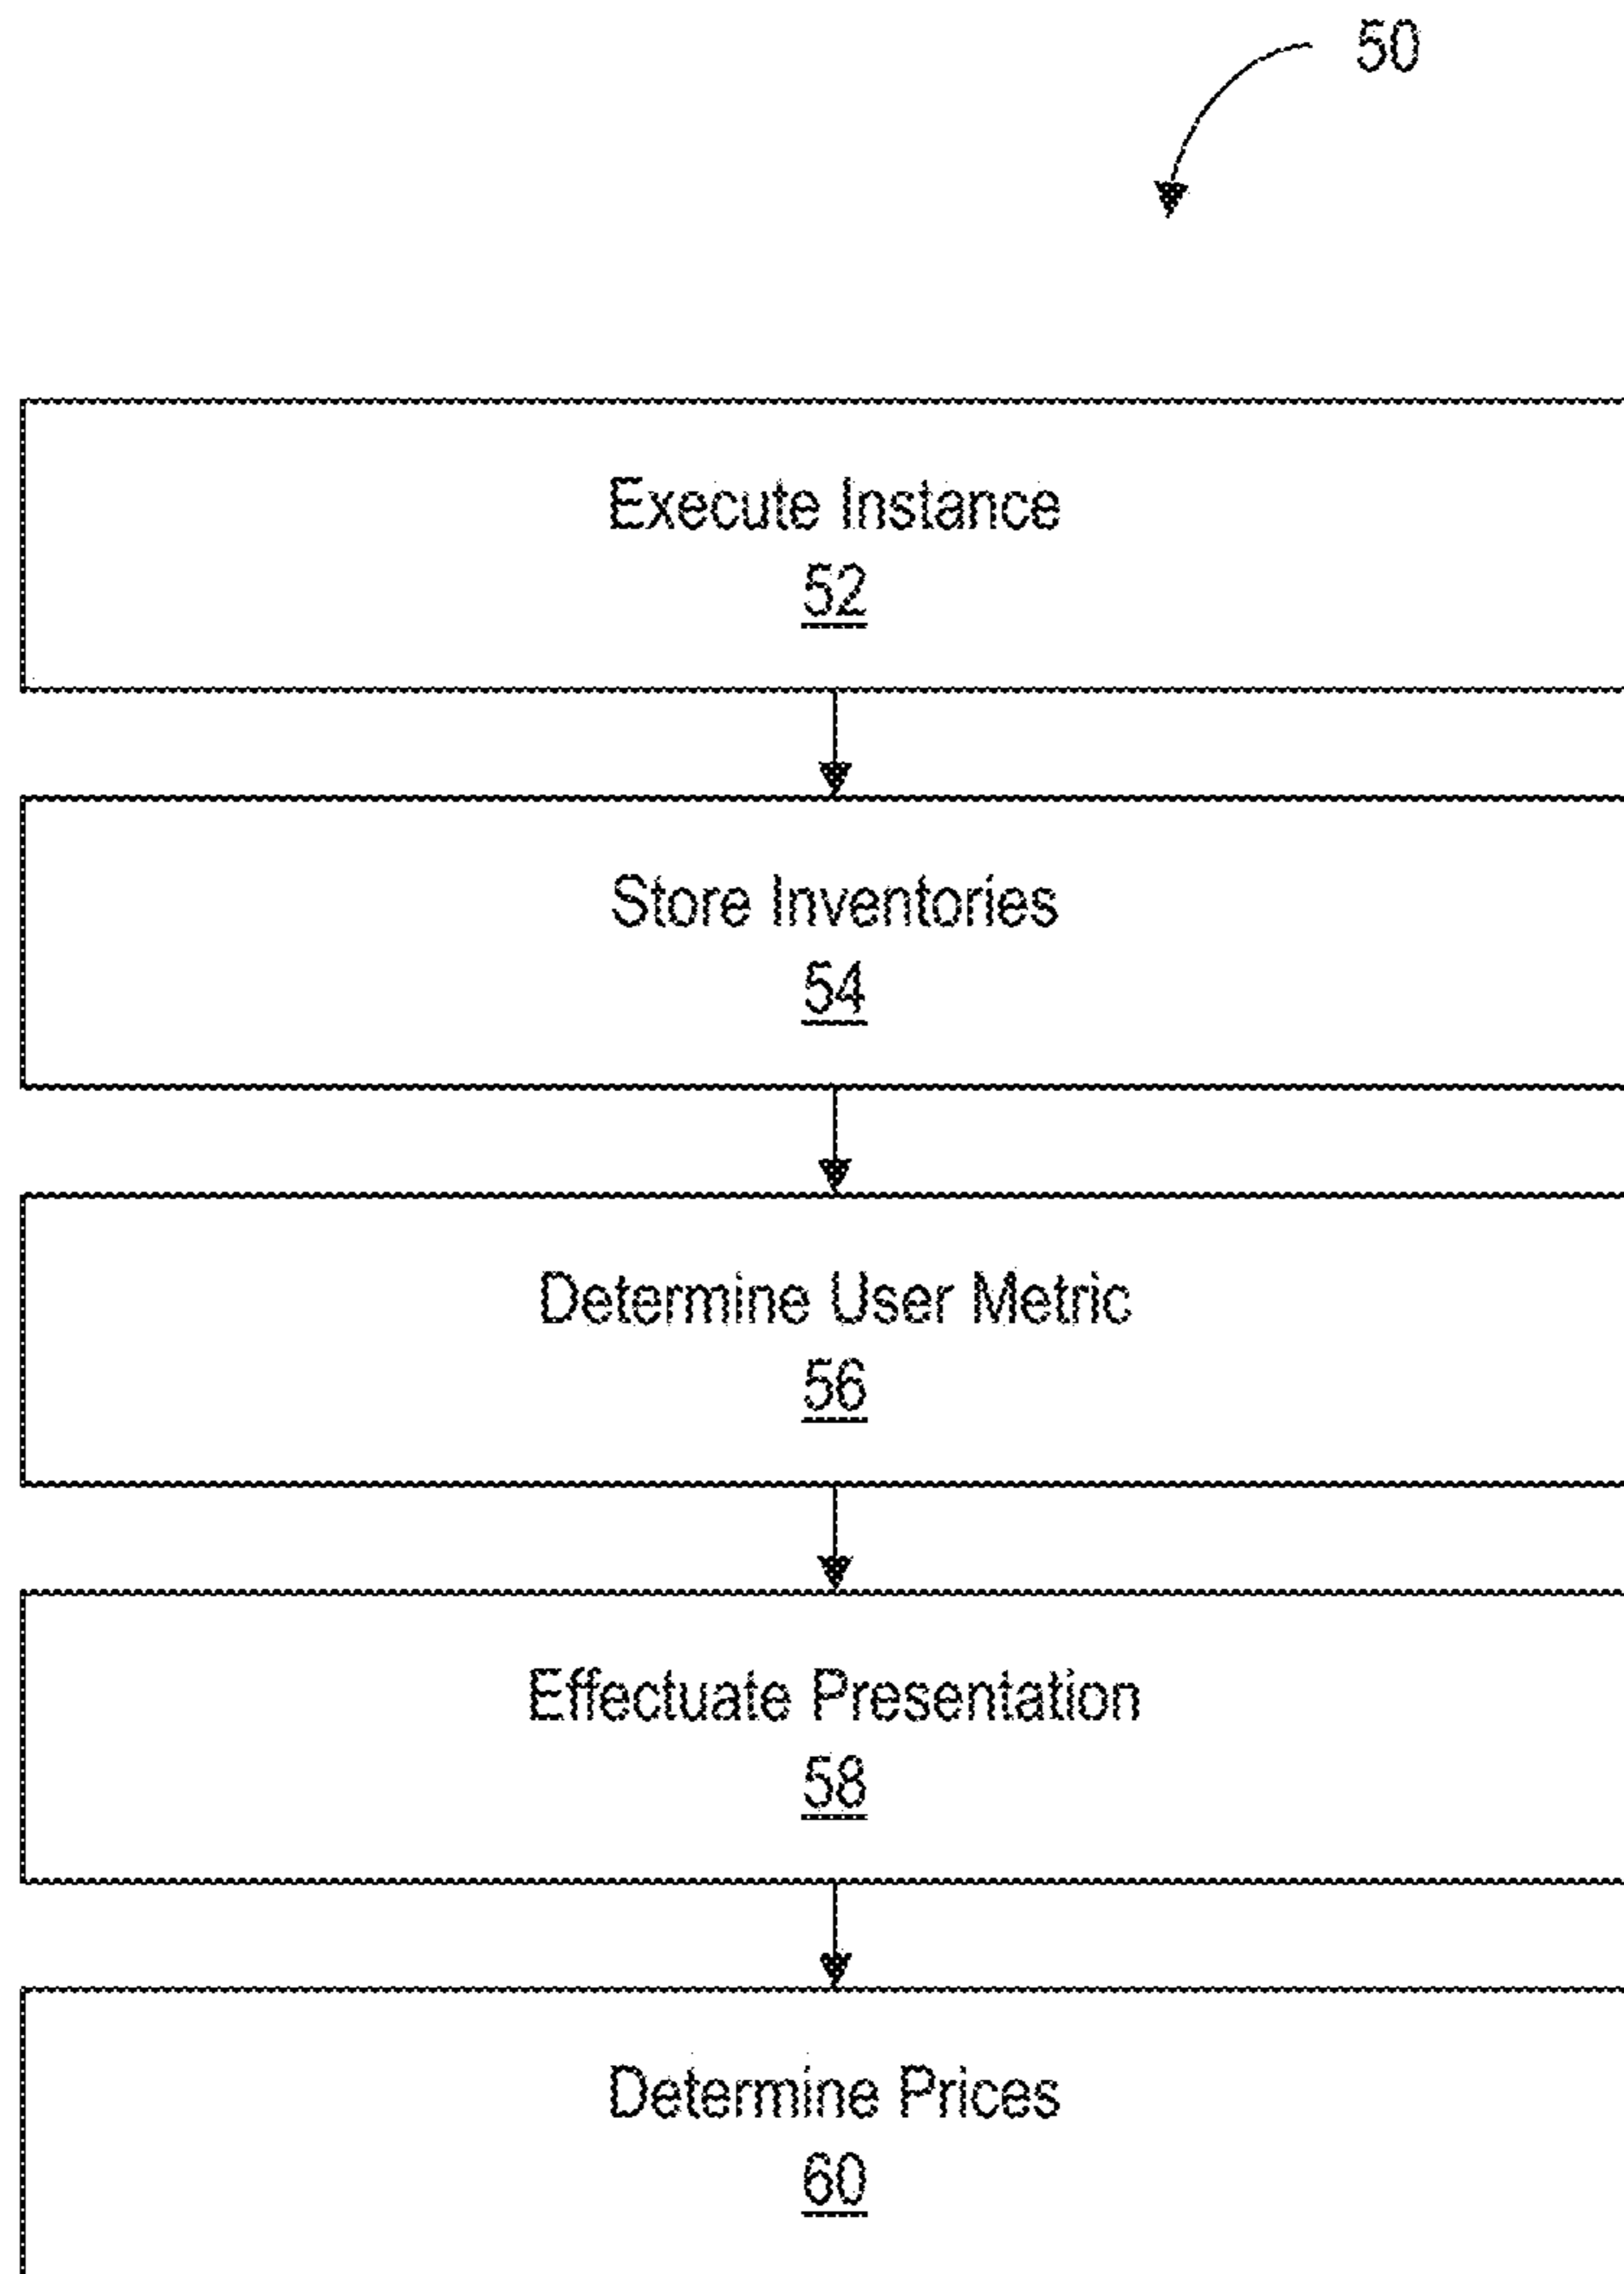 50
Execute Instance
52
Store Inventories
54
Determine User Metric
56
Effectuate Presentation
58
Determine Prices
60